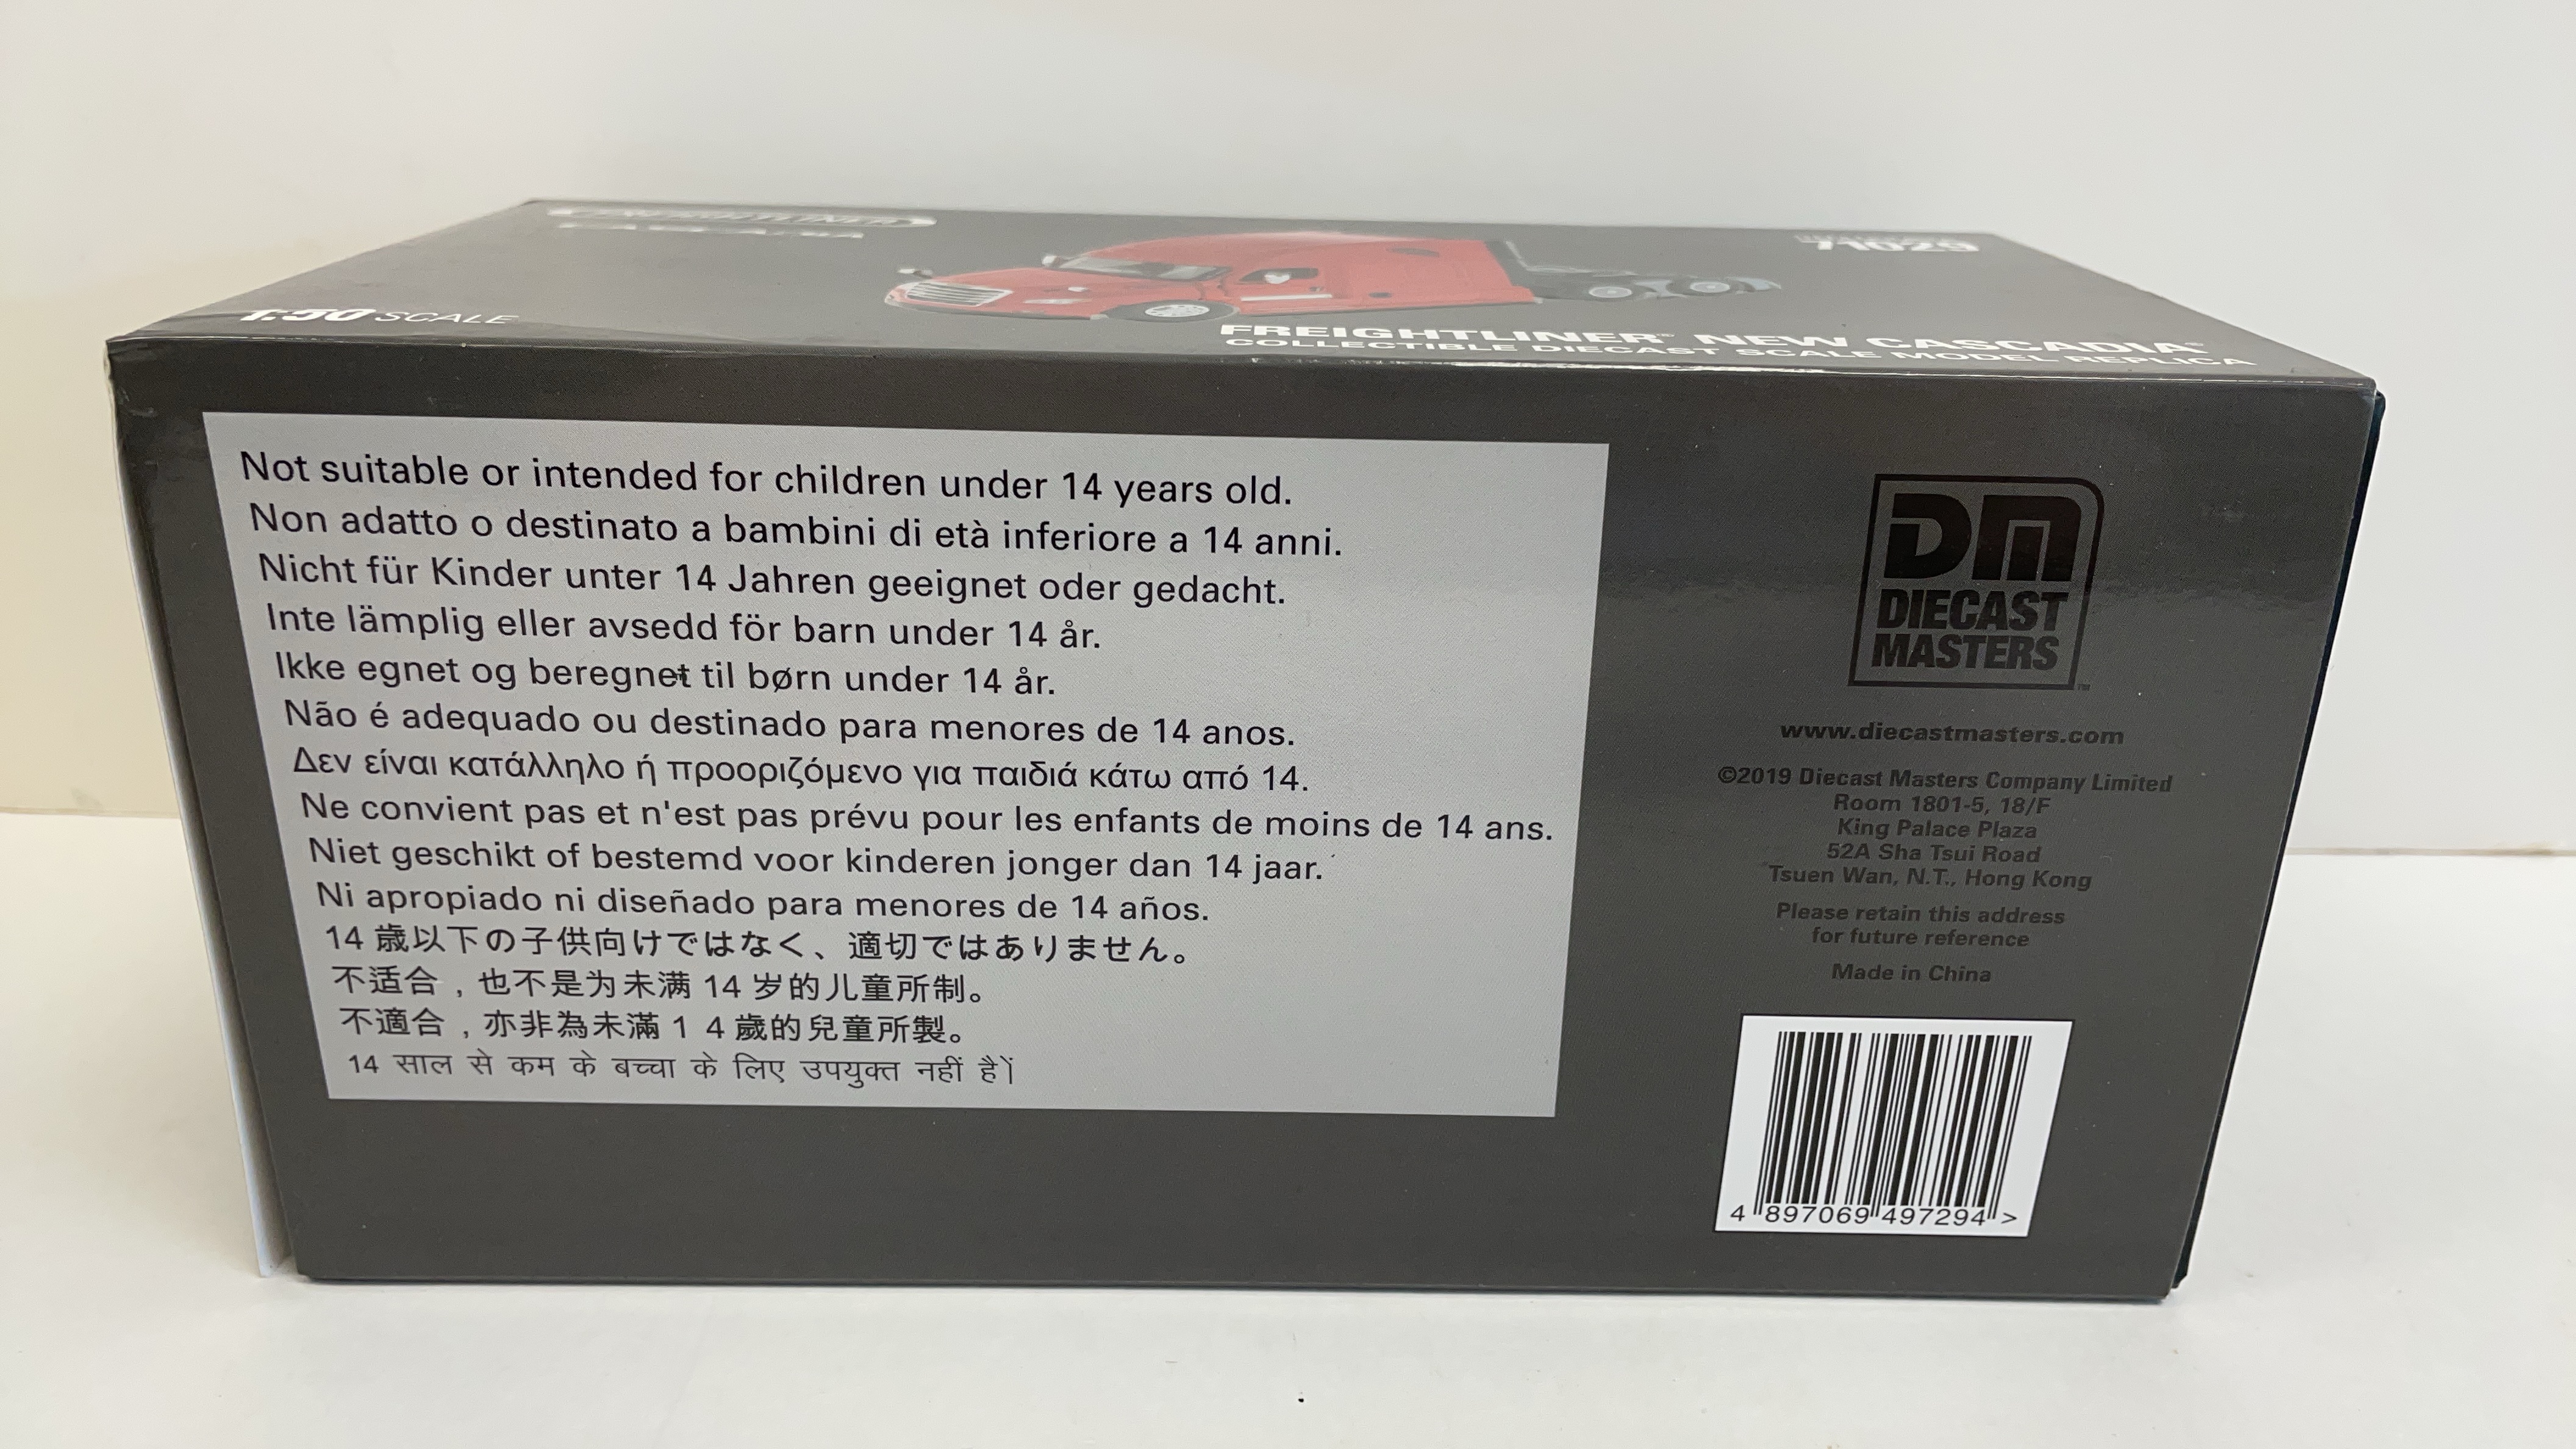 FREIGHTLINER
CASCADIA
71029
1:50 SCALE
FREIGHTLINER® NEW CASCADIA®
COLLECTIBLE DIECAST SCALE MODEL REPLICA
Not suitable or intended for children under 14 years old.
Non adatto o destinato a bambini di età inferiore a 14 anni.
Nicht für Kinder unter 14 Jahren geeignet oder gedacht.
Inte lämplig eller avsedd för barn under 14 år.
Ikke egnet og beregnet til børn under 14 år.
Não é adequado ou destinado para menores de 14 anos.
Δεν είναι κατάλληλο ή προοριζόμενο για παιδιά κάτω από 14.
Ne convient pas et n'est pas prévu pour les enfants de moins de 14 ans.
Niet geschikt of bestemd voor kinderen jonger dan 14 jaar.
Ni apropiado ni diseñado para menores de 14 años.
14 歳以下の子供向けではなく、適切ではありません。
不适合，也不是为未满 14 岁的儿童所制。
不適合，亦非為未滿 1 4 歲的兒童所製。
14 साल से कम के बच्चा के लिए उपयुक्त नहीं है।
DM
DIECAST
MASTERS
™
www.diecastmasters.com
©2019 Diecast Masters Company Limited
Room 1801-5, 18/F
King Palace Plaza
52A Sha Tsui Road
Tsuen Wan, N.T., Hong Kong
Please retain this address
for future reference
Made in China
4 897069 497294 >